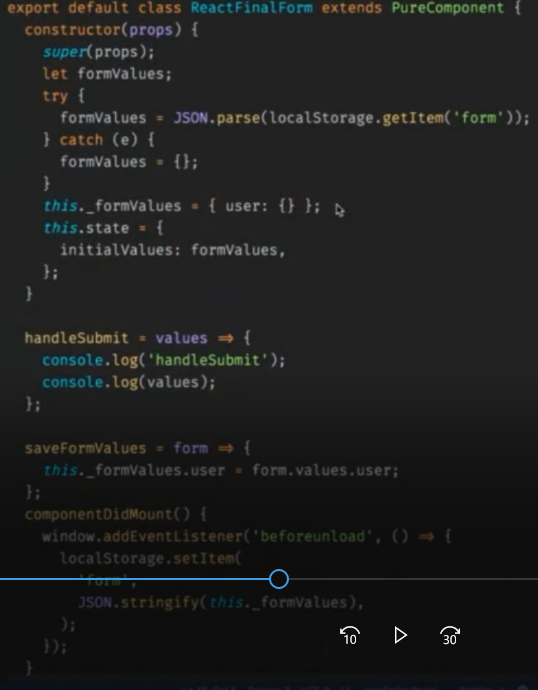 export default class ReactFinalForm extends PureComponent {
constructor(props) {
super(props);
let formValues;
try {
formValues = JSON.parse(localStorage.getItem('form'));
} catch (e) {
formValues = {};
}
this._formValues = { user: {} };
this.state = {
initialValues: formValues,
};
}
handleSubmit = values => {
console.log('handleSubmit');
console.log(values);
};
saveFormValues = form => {
this._formValues.user = form.values.user;
};
componentDidMount() {
window.addEventListener('beforeunload', () => {
localStorage.setItem(
'form',
JSON.stringify(this._formValues),
);
});
}
10 30